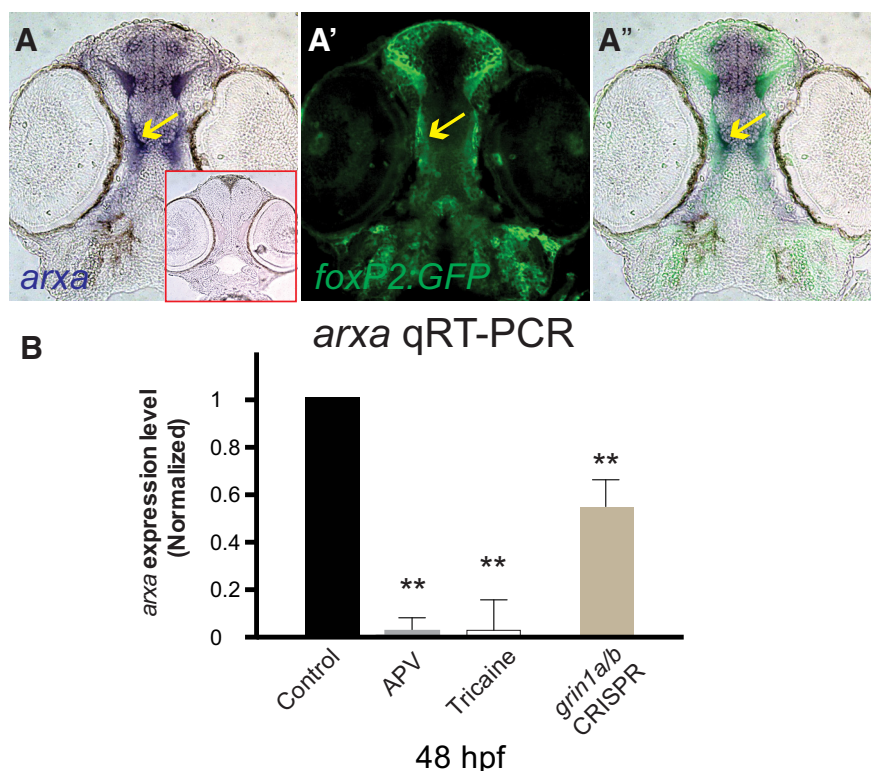 A
A'
A"
arxa
foxP2:GFP
B
arxa qRT-PCR
arxa expression level
(Normalized)
1
0.8
0.6
0.4
0.2
0
**
**
**
Control
APV
Tricaine
grin1a/b
CRISPR
48 hpf